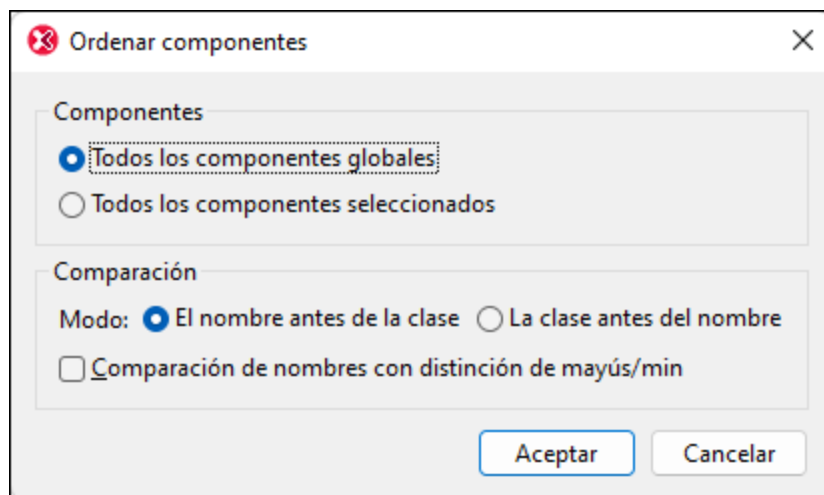 Ordenar componentes
Componentes
Todos los componentes globales
Todos los componentes seleccionados
Comparación
Modo: El nombre antes de la clase La clase antes del nombre
Comparación de nombres con distinción de mayús/min
Aceptar Cancelar